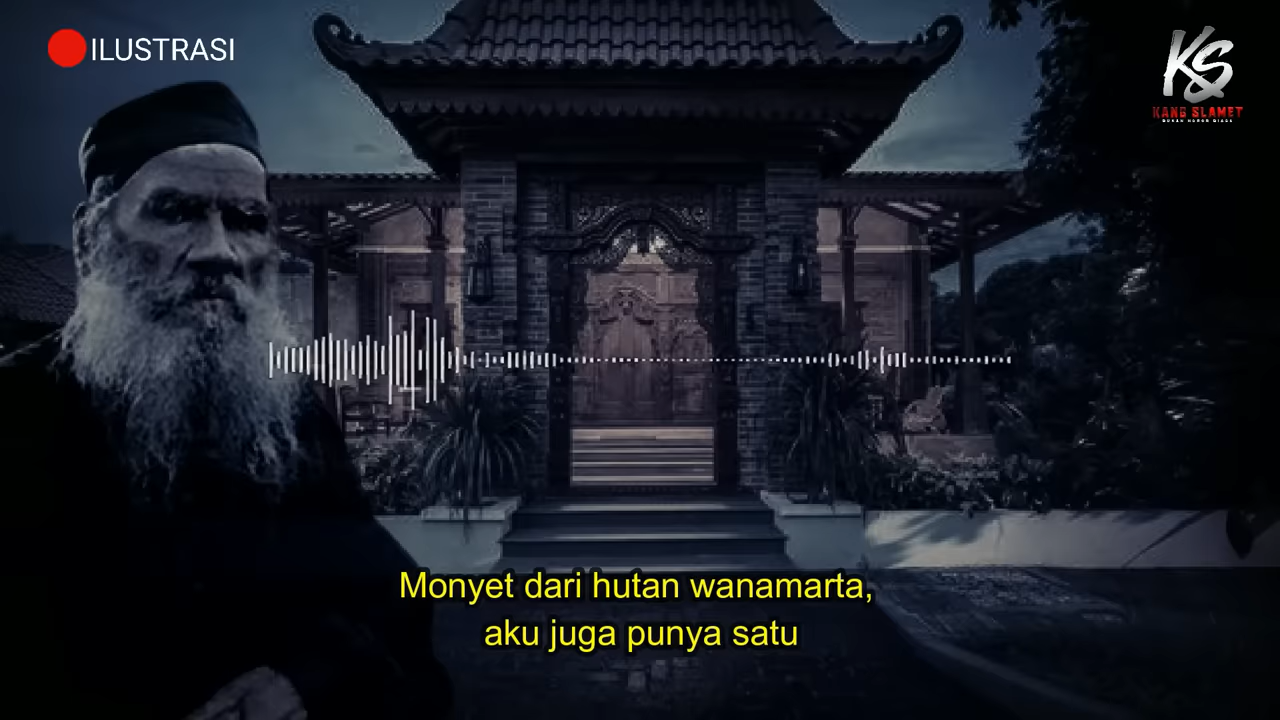 ILUSTRASI
KS
KANG SLAMET
Monyet dari hutan wanamarta,
aku juga punya satu